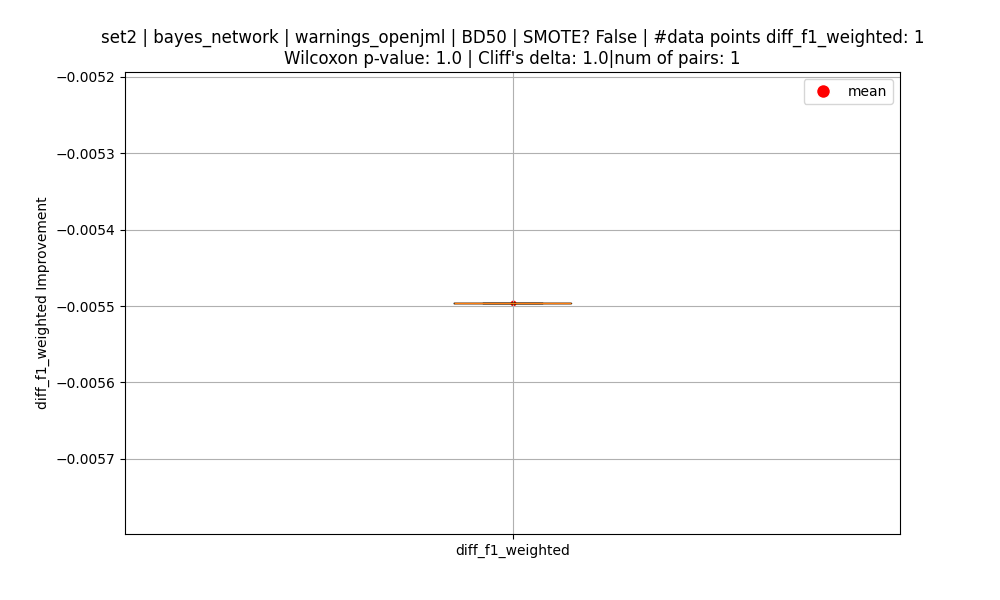 set2 | bayes_network | warnings_openjml | BD50 | SMOTE? False | #data points diff_f1_weighted: 1
Wilcoxon p-value: 1.0 | Cliff's delta: 1.0|num of pairs: 1
mean
diff_f1_weighted Improvement
−0.0052
−0.0053
−0.0054
−0.0055
−0.0056
−0.0057
diff_f1_weighted